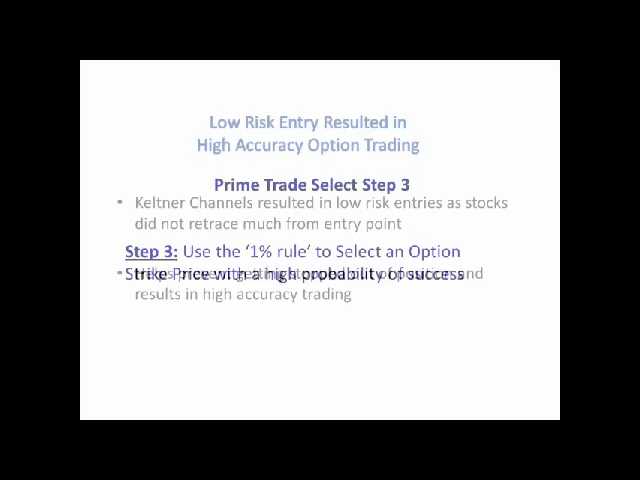 Low Risk Entry Resulted in
High Accuracy Option Trading
Prime Trade Select Step 3
• Keltner Channels resulted in low risk entries as stocks
did not retrace much from entry point
Step 3: Use the ‘1% rule’ to Select an Option
Strike Price with a high probability of success
• and
results in high accuracy trading